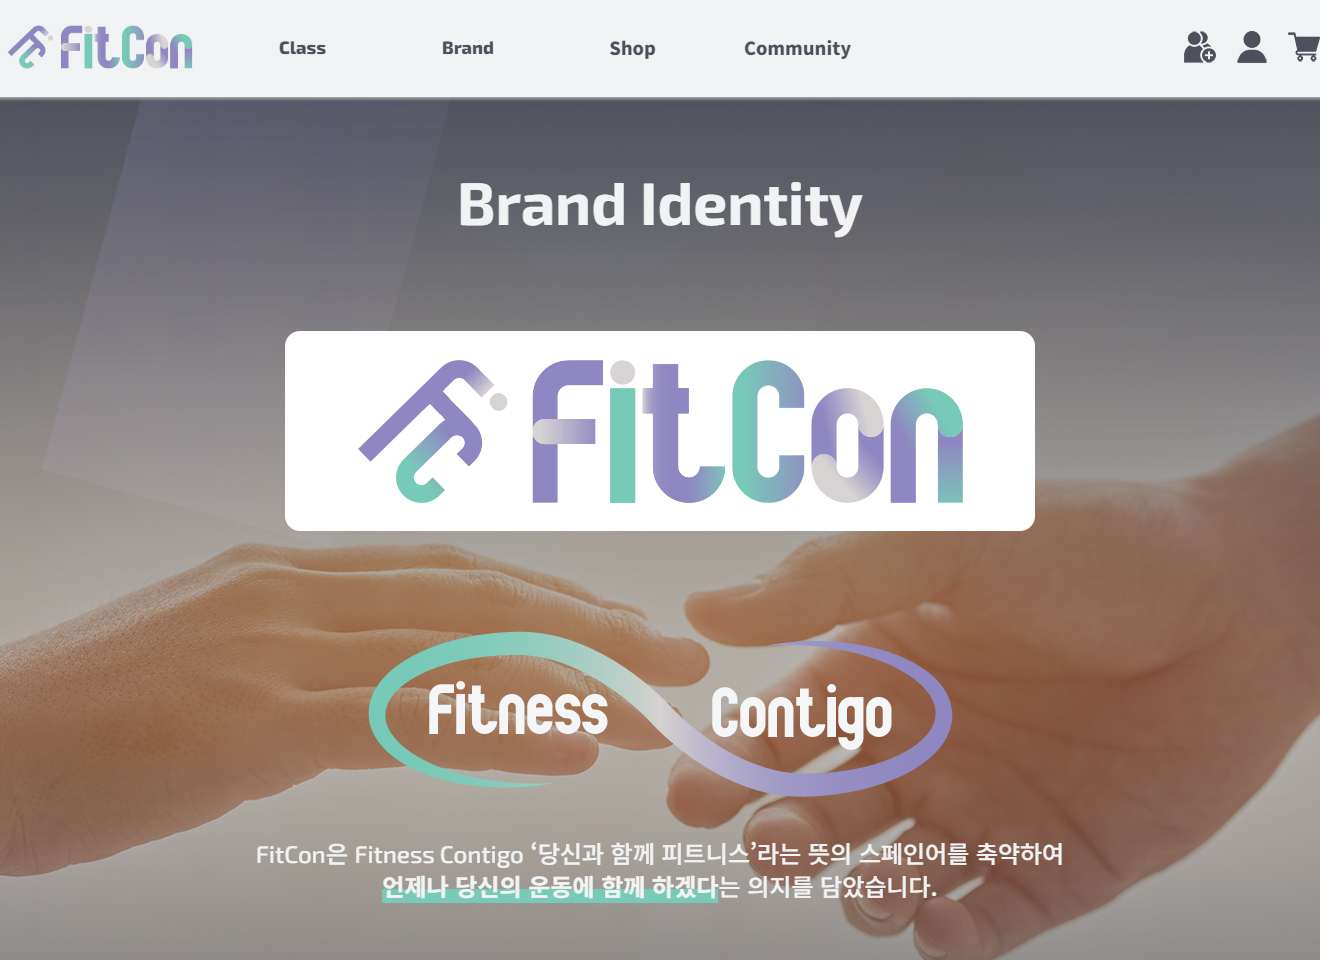 FitCon
Class
Brand
Shop
Community
Brand Identity
FitCon
Fitness
Contigo
FitCon은 Fitness Contigo ‘당신과 함께 피트니스’라는 뜻의 스페인어를 축약하여
언제나 당신의 운동에 함께 하겠다는 의지를 담았습니다.